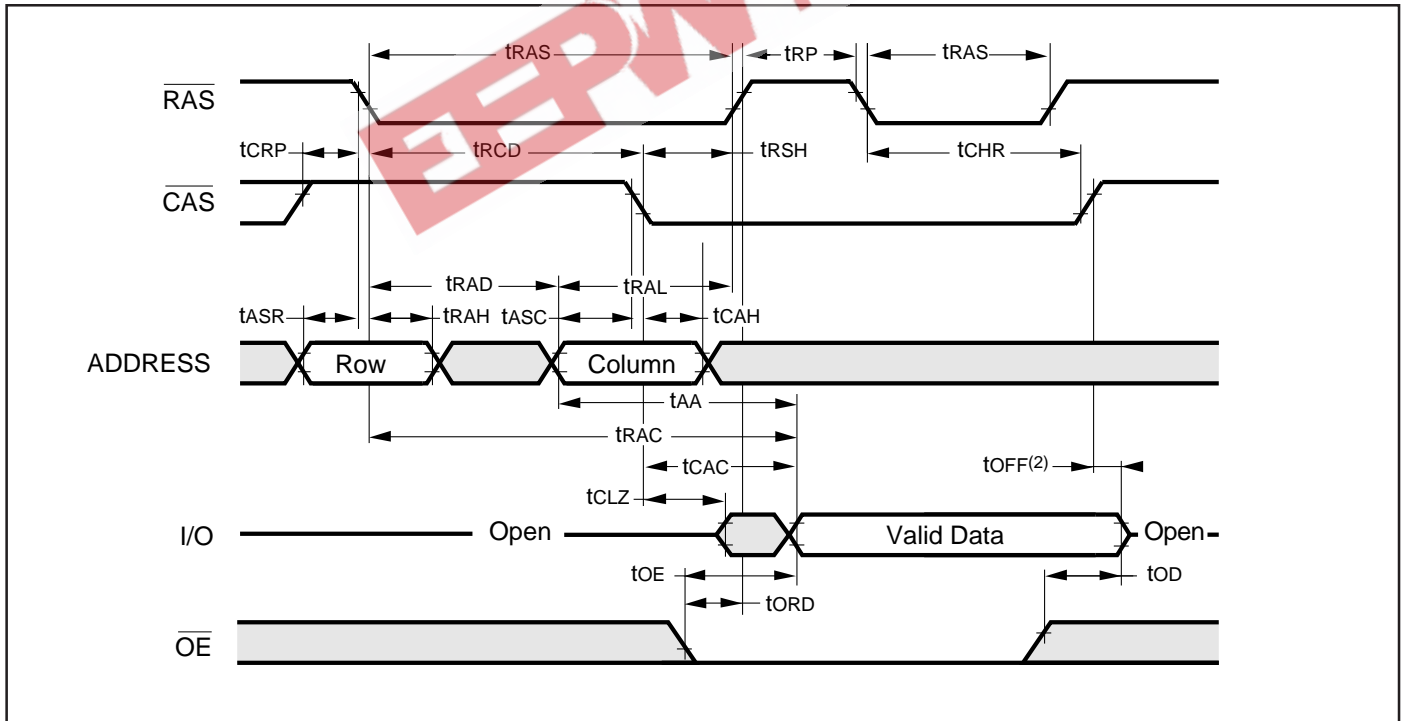 tRAS tRP tRAS
RAS
tCRP tRCD tRSH tCHR
CAS
tRAD tRAL
tASR tRAH tASC tCAH
ADDRESS Row Column
tAA
tRAC
tCAC tOFF(2)
tCLZ
I/O Open Valid Data Open
tOE tOD
tORD
OE